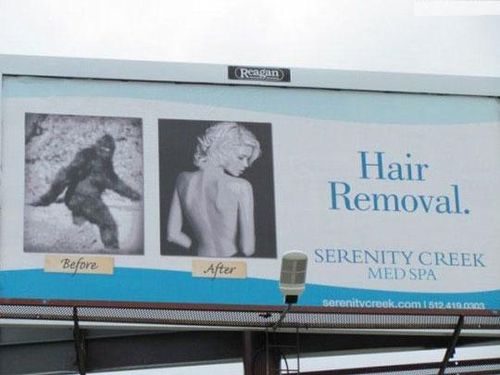 Reagan
Hair
Removal.
Before
After
SERENITY CREEK
MED SPA
serenitycreek.com | 512.419.0303